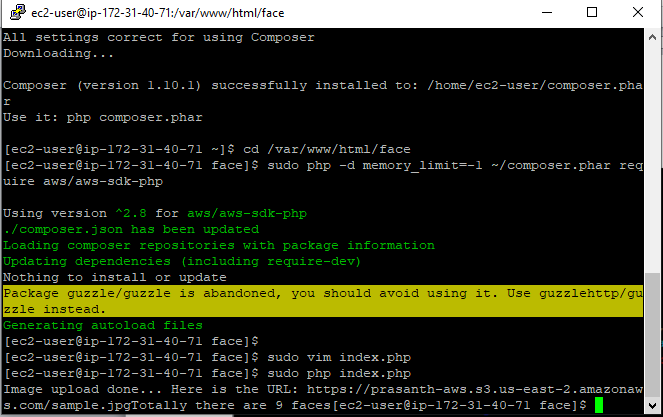 ec2-user@ip-172-31-40-71:/var/www/html/face
All settings correct for using Composer
Downloading...
Composer (version 1.10.1) successfully installed to: /home/ec2-user/composer.pha
r
Use it: php composer.phar
[ec2-user@ip-172-31-40-71 ~]$ cd /var/www/html/face
[ec2-user@ip-172-31-40-71 face]$ sudo php -d memory_limit=-1 ~/composer.phar req
uire aws/aws-sdk-php
Using version ^2.8 for aws/aws-sdk-php
./composer.json has been updated
Loading composer repositories with package information
Updating dependencies (including require-dev)
Nothing to install or update
Package guzzle/guzzle is abandoned, you should avoid using it. Use guzzlehttp/gu
zzle instead.
Generating autoload files
[ec2-user@ip-172-31-40-71 face]$
[ec2-user@ip-172-31-40-71 face]$ sudo vim index.php
[ec2-user@ip-172-31-40-71 face]$ sudo php index.php
Image upload done... Here is the URL: https://prasanth-aws.s3.us-east-2.amazonaw
s.com/sample.jpgTotally there are 9 faces[ec2-user@ip-172-31-40-71 face]$